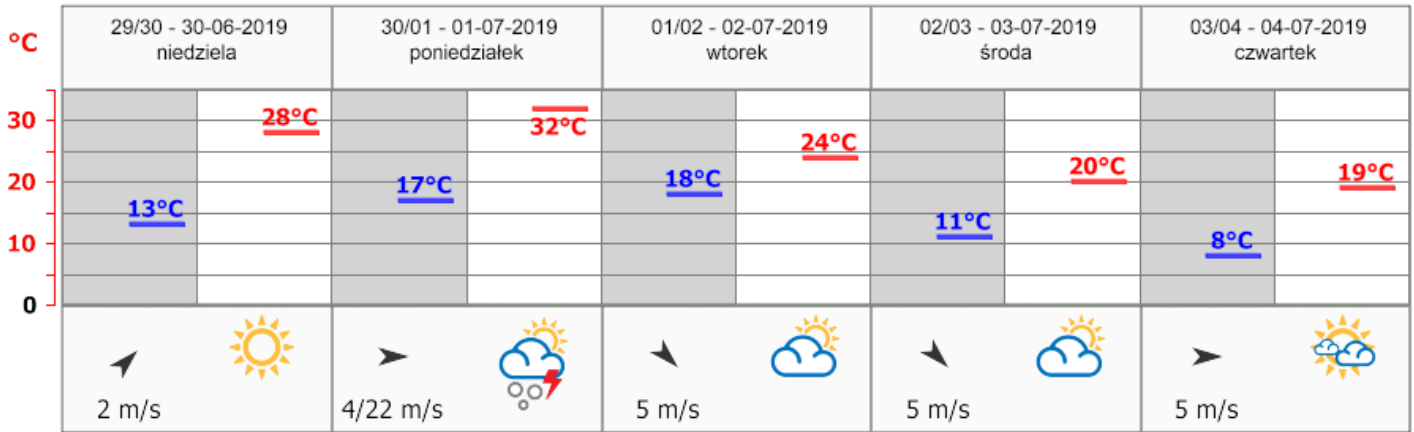 °C
29/30 - 30-06-2019
niedziela
30/01 - 01-07-2019
poniedziałek
01/02 - 02-07-2019
wtorek
02/03 - 03-07-2019
środa
03/04 - 04-07-2019
czwartek
30
20
10
0
13°C
28°C
17°C
32°C
18°C
24°C
11°C
20°C
8°C
19°C
2 m/s
4/22 m/s
5 m/s
5 m/s
5 m/s